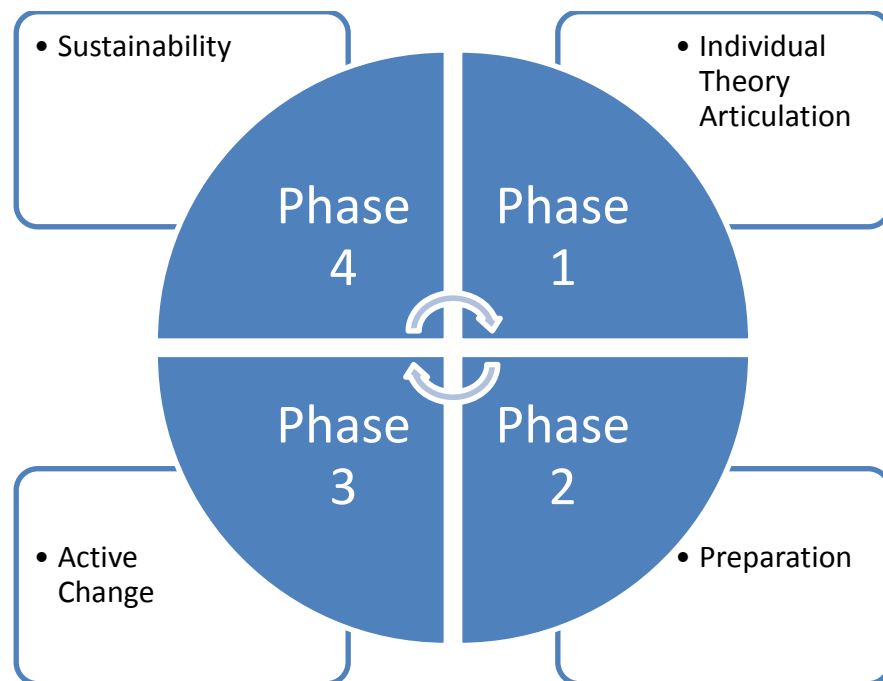 • Sustainability
• Individual
Theory
Articulation
Phase
4
Phase
1
Phase
3
Phase
2
• Active
Change
• Preparation